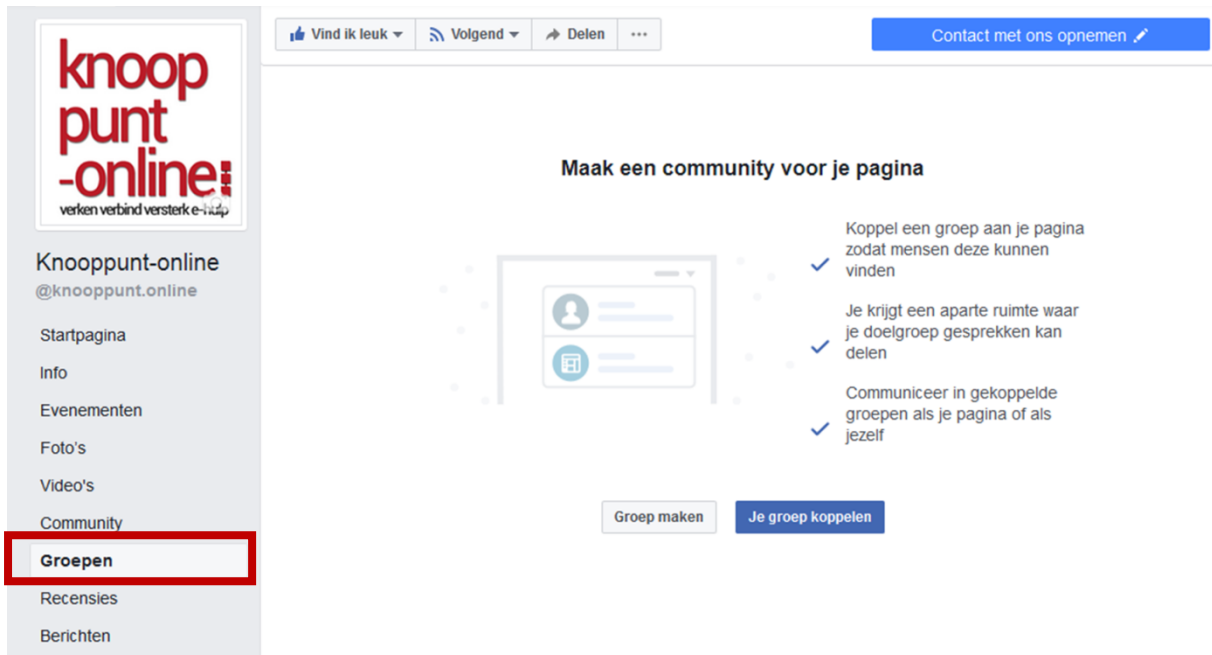 knoop
punt
-online
verken verbind versterk e-hulp
Knooppunt-online
@knooppunt.online
Startpagina
Info
Evenementen
Foto's
Video's
Community
Groepen
Recensies
Berichten
Vind ik leuk
Volgend
Delen
Contact met ons opnemen
Maak een community voor je pagina
Koppel een groep aan je pagina
zodat mensen deze kunnen
vinden
Je krijgt een aparte ruimte waar
je doelgroep gesprekken kan
delen
Communiceer in gekoppelde
groepen als je pagina of als
jezelf
Groep maken
Je groep koppelen